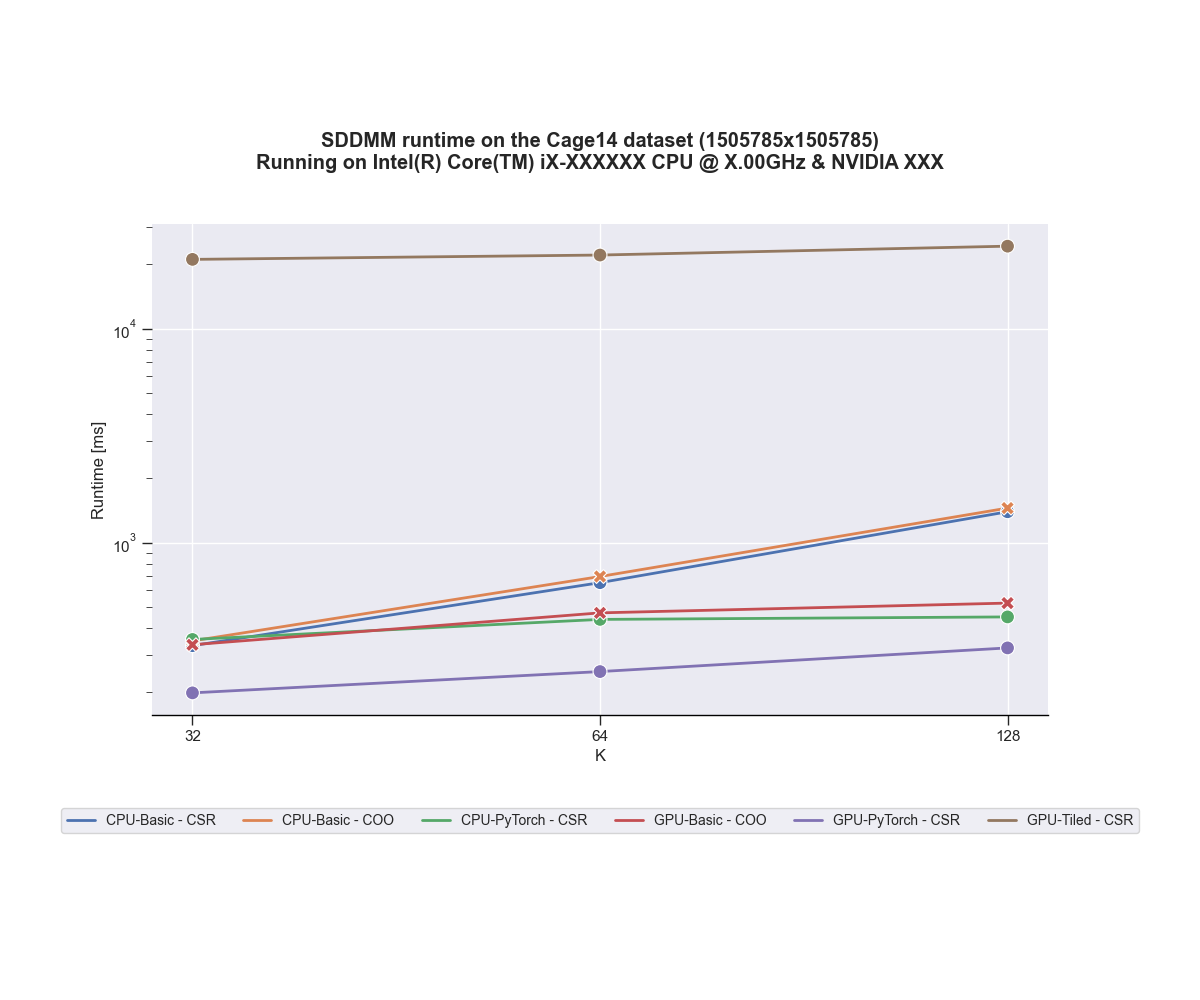 SDDMM runtime on the Cage14 dataset (1505785x1505785)
Running on Intel(R) Core(TM) iX-XXXXXX CPU @ X.00GHz & NVIDIA XXX
Runtime [ms]
10^4
10^3
32 64 128
K
CPU-Basic - CSR CPU-Basic - COO CPU-PyTorch - CSR GPU-Basic - COO GPU-PyTorch - CSR GPU-Tiled - CSR